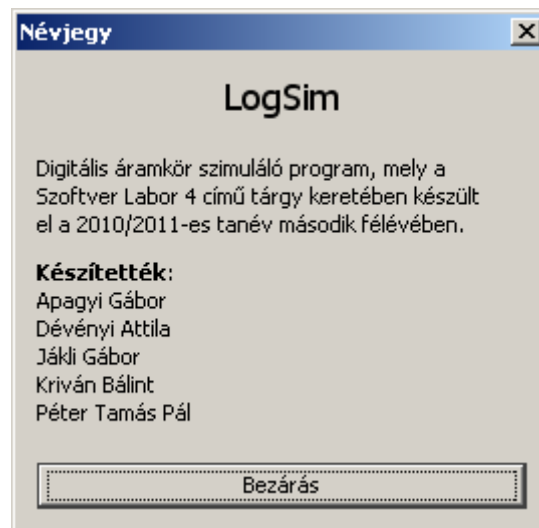 Névjegy
LogSim
Digitális áramkör szimuláló program, mely a
Szoftver Labor 4 című tárgy keretében készült
el a 2010/2011-es tanév második félévében.
Készítették:
Apagyi Gábor
Dévényi Attila
Jákli Gábor
Kriván Bálint
Péter Tamás Pál
Bezárás